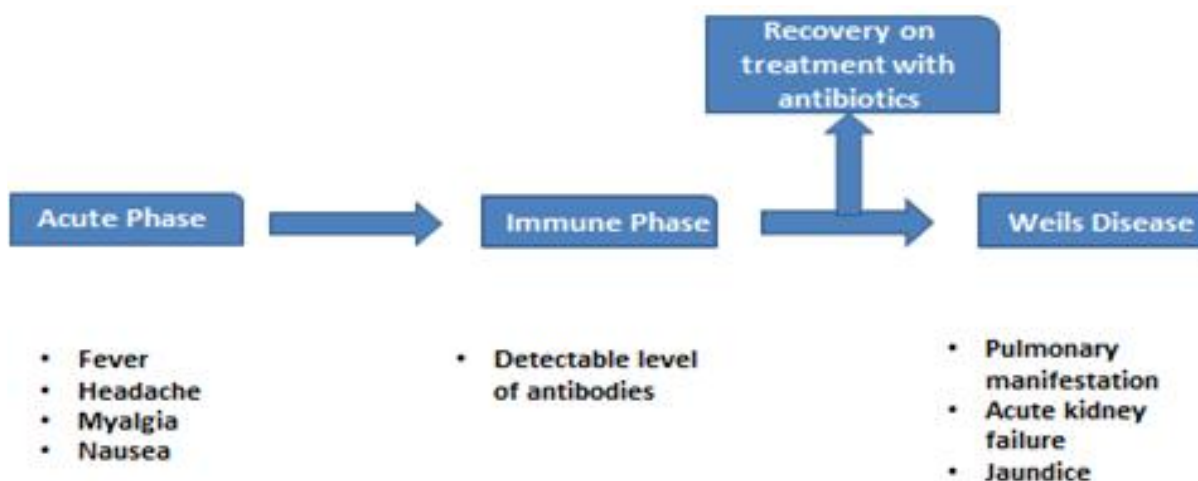 Recovery on
treatment with
antibiotics
Acute Phase
Immune Phase
Weils Disease
• Fever
• Headache
• Myalgia
• Nausea
• Detectable level
of antibodies
• Pulmonary
manifestation
• Acute kidney
failure
• Jaundice